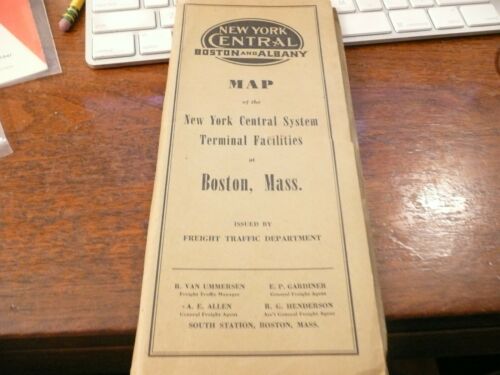 NEW YORK
CENTRAL
BOSTON AND ALBANY
MAP
of the
New York Central System
Terminal Facilities
at
Boston, Mass.
ISSUED BY
FREIGHT TRAFFIC DEPARTMENT
R. VAN UMMERSEN
Freight Traffic Manager
E. P. GARDINER
General Freight Agent
A. E. ALLEN
General Freight Agent
R. G. HENDERSON
Ass't General Freight Agent
SOUTH STATION, BOSTON, MASS.